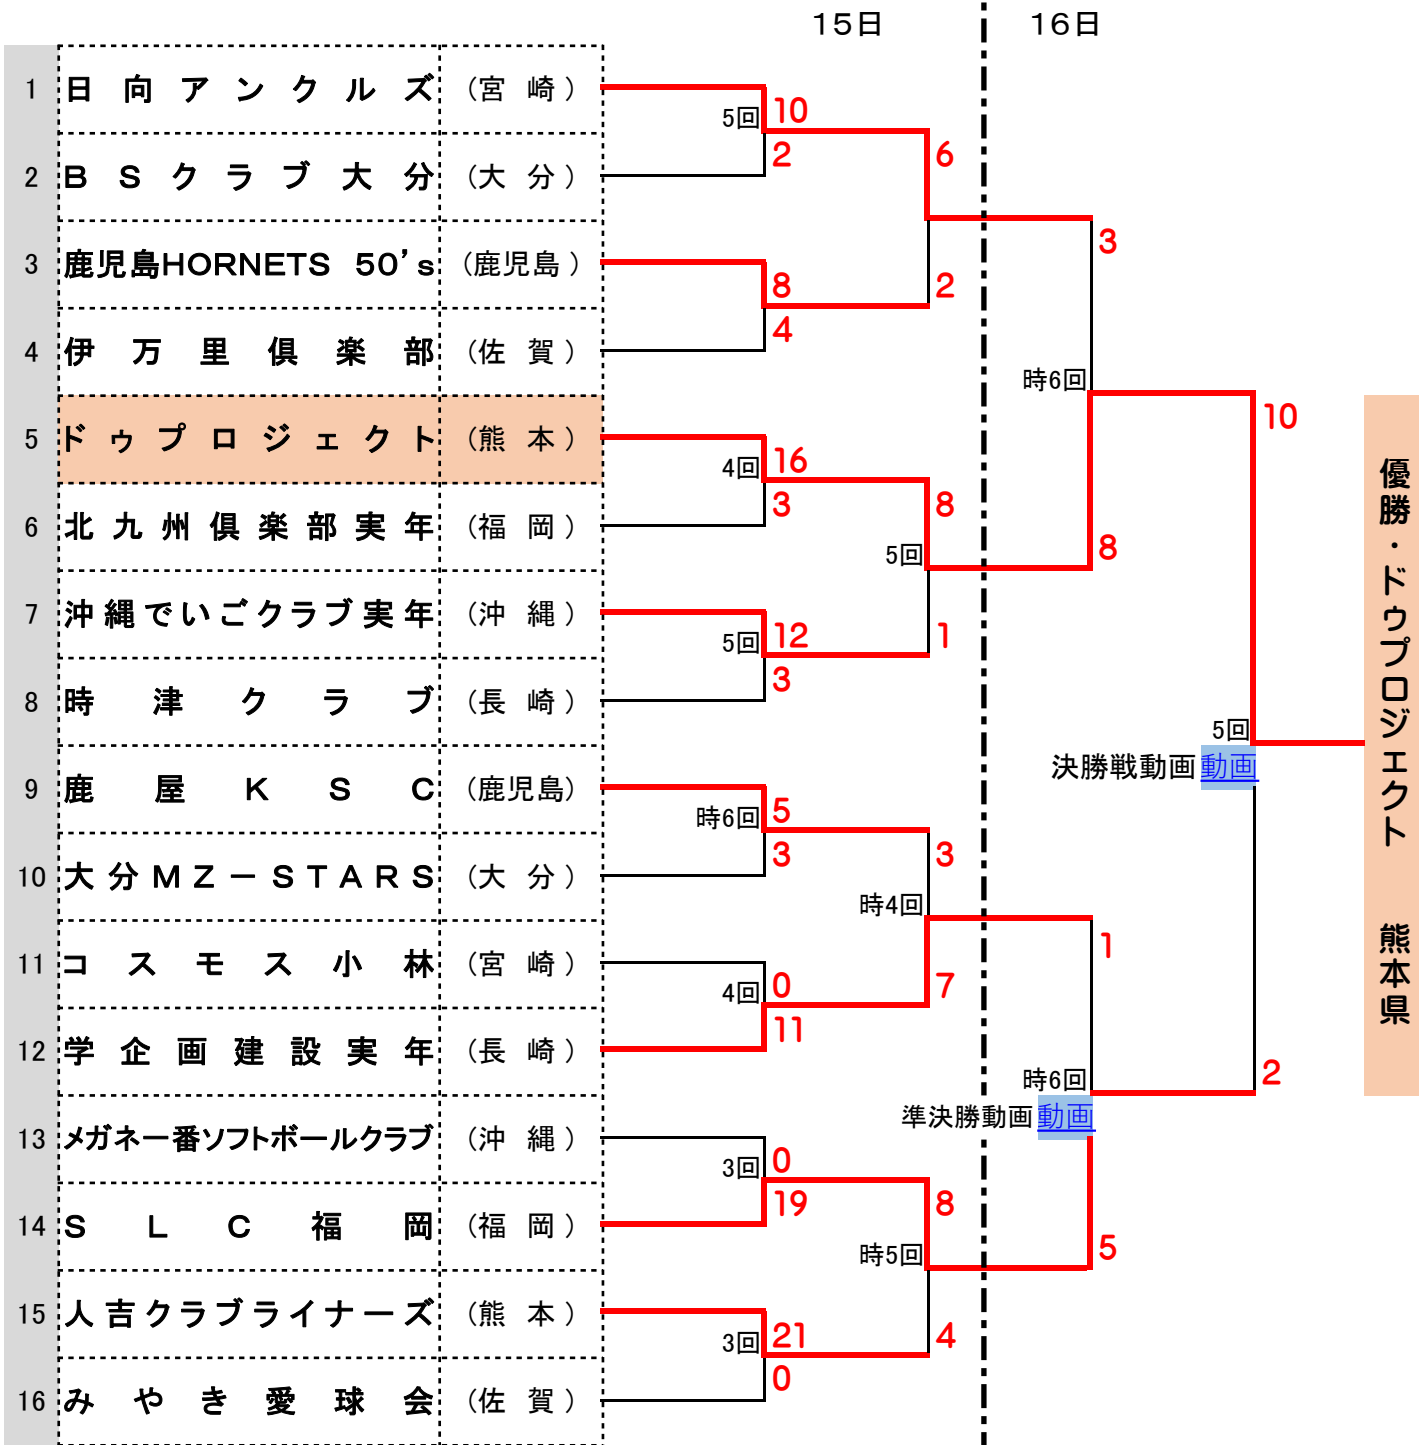 15日 16日
1 日向アンクルズ (宮崎)
2 BSクラブ大分 (大分)
3 鹿児島HORNETS 50's (鹿児島)
4 伊万里倶楽部 (佐賀)
5 ドゥプロジェクト (熊本)
6 北九州倶楽部実年 (福岡)
7 沖縄でいごクラブ実年 (沖縄)
8 時津クラブ (長崎)
9 鹿屋KSC (鹿児島)
10 大分MZ－STARS (大分)
11 コスモス小林 (宮崎)
12 学企画建設実年 (長崎)
13 メガネ一番ソフトボールクラブ (沖縄)
14 SLC福岡 (福岡)
15 人吉クラブライナーズ (熊本)
16 みやき愛球会 (佐賀)
5回 10
2
8
4
4回 16
3
5回 12
3
時6回 5
3
4回 0
11
3回 0
19
3回 21
0
6
2
8
5回
1
3
時4回
7
8
時5回
4
3
時6回
8
1
時6回
準決勝動画 動画
5
10
5回
決勝戦動画 動画
2
優勝・ドゥプロジェクト 熊本県